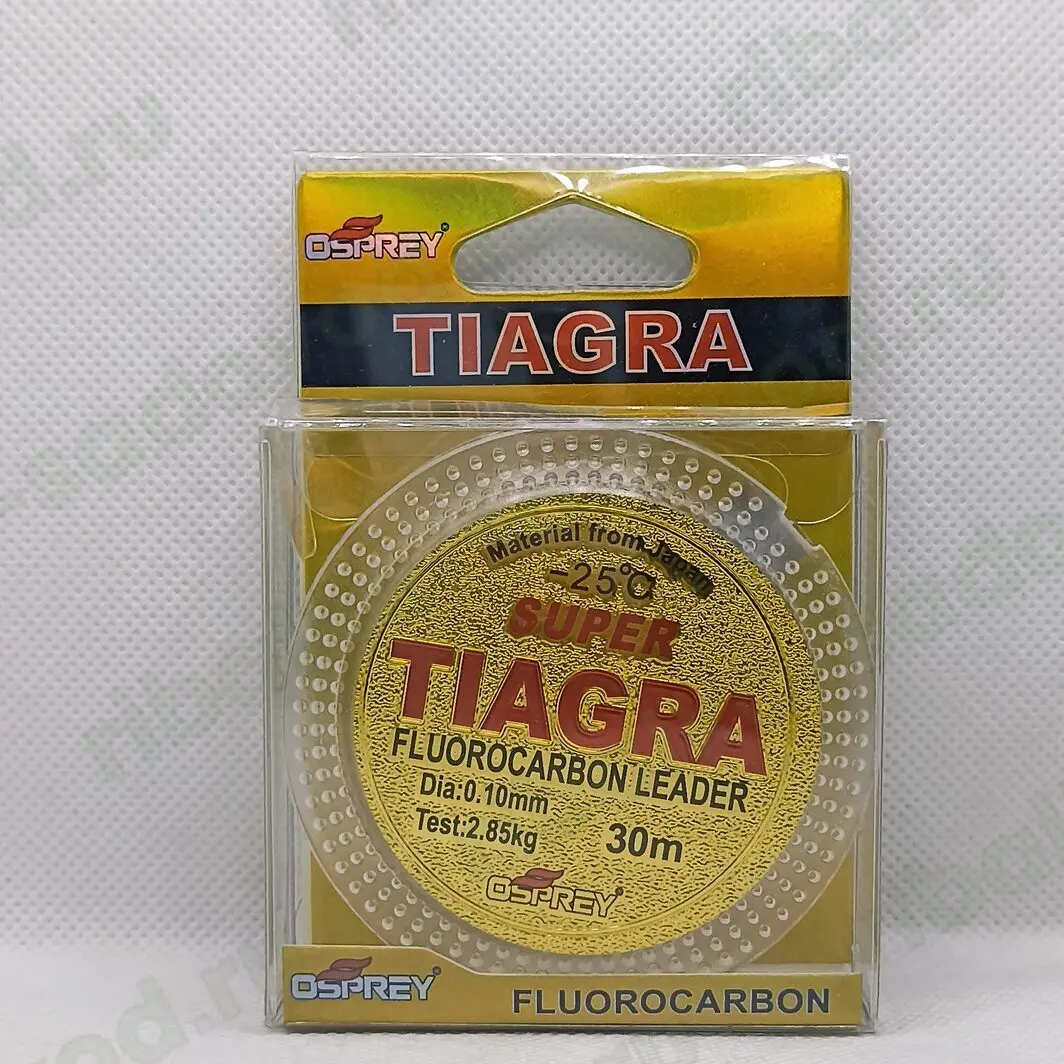 OSPREY®
TIAGRA
Material from Japan
-25℃
SUPER
TIAGRA
FLUOROCARBON LEADER
Dia:0.10mm
Test:2.85kg
30m
OSPREY®
OSPREY®
FLUOROCARBON